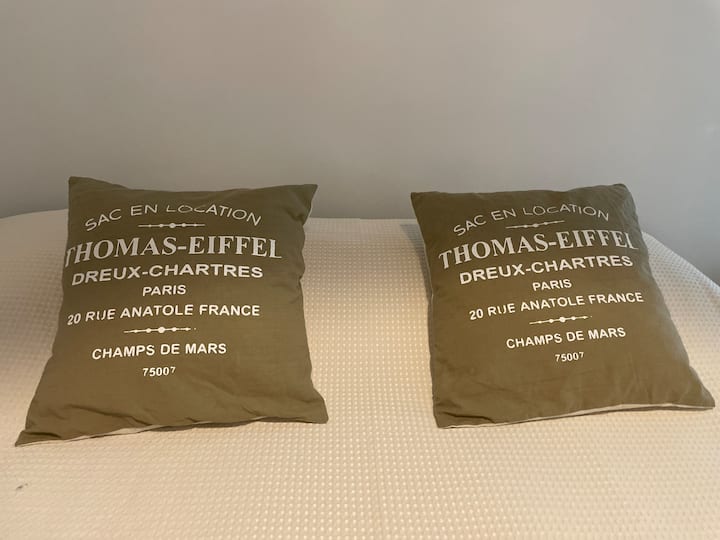 SAC EN LOCATION
THOMAS-EIFFEL
DREUX-CHARTRES
PARIS
20 RUE ANATOLE FRANCE
CHAMPS DE MARS
75007
SAC EN LOCATION
THOMAS-EIFFEL
DREUX-CHARTRES
PARIS
20 RUE ANATOLE FRANCE
CHAMPS DE MARS
75007